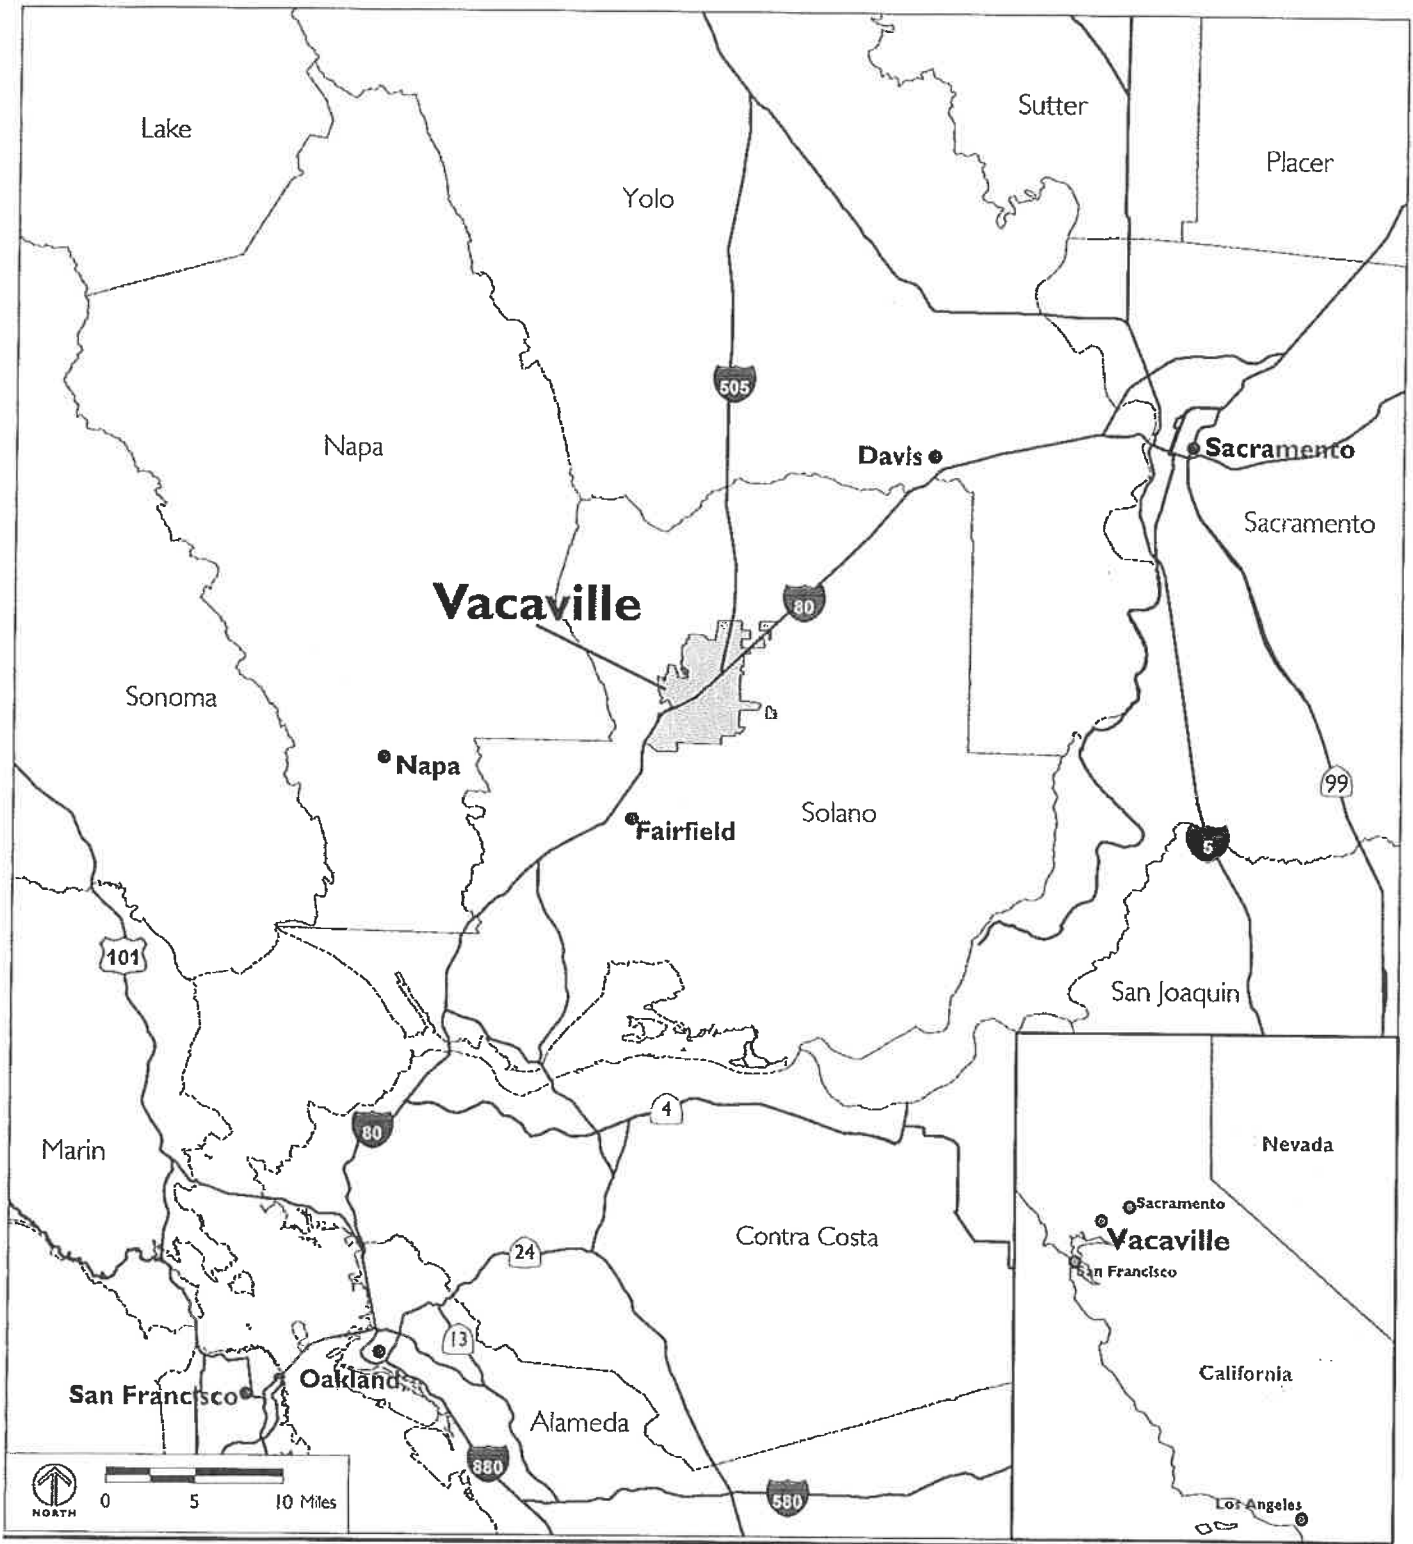 Lake
Sutter
Placer
Yolo
505
Napa
Davis
Sacramento
Sacramento
Vacaville
80
Sonoma
Napa
Solano
99
Fairfield
5
101
San Joaquin
4
80
Marin
Nevada
Sacramento
Vacaville
San Francisco
Contra Costa
24
13
California
Oakland
San Francisco
Alameda
880
580
NORTH
0 5 10 Miles
Los Angeles